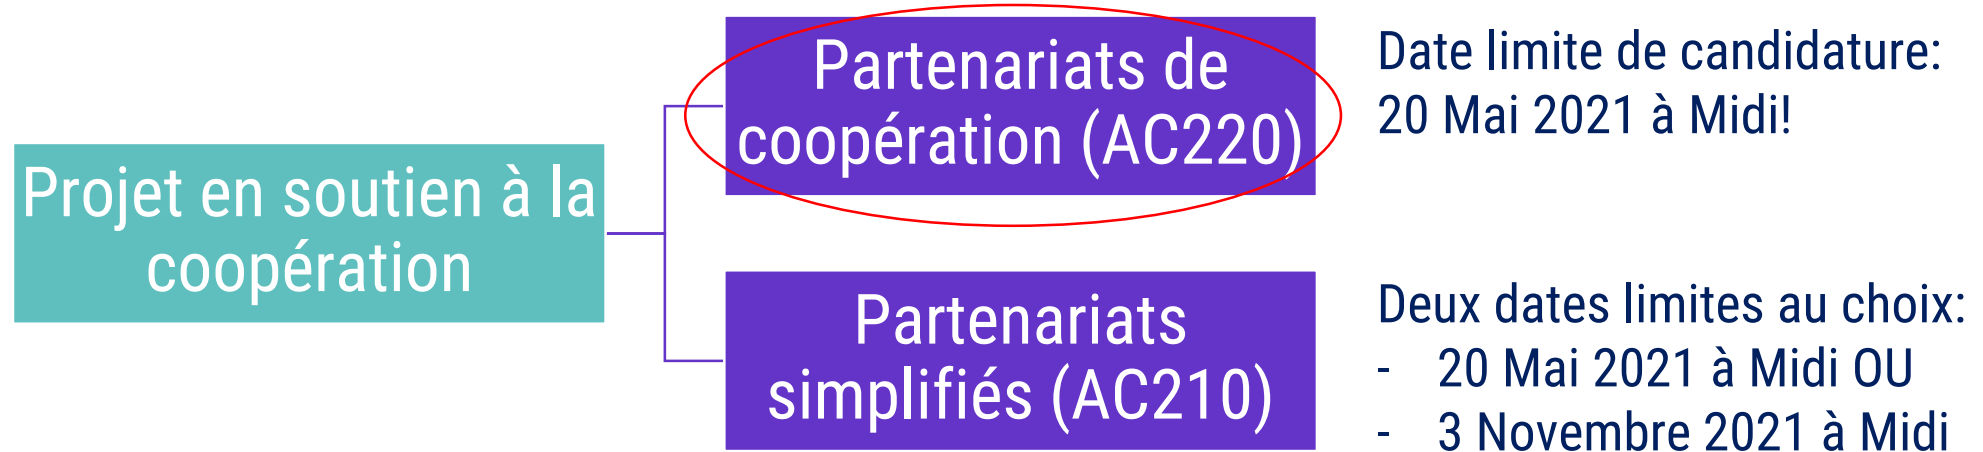 Projet en soutien à la
coopération
Partenariats de
coopération (AC220)
Date limite de candidature:
20 Mai 2021 à Midi!
Partenariats
simplifiés (AC210)
Deux dates limites au choix:
- 20 Mai 2021 à Midi OU
- 3 Novembre 2021 à Midi